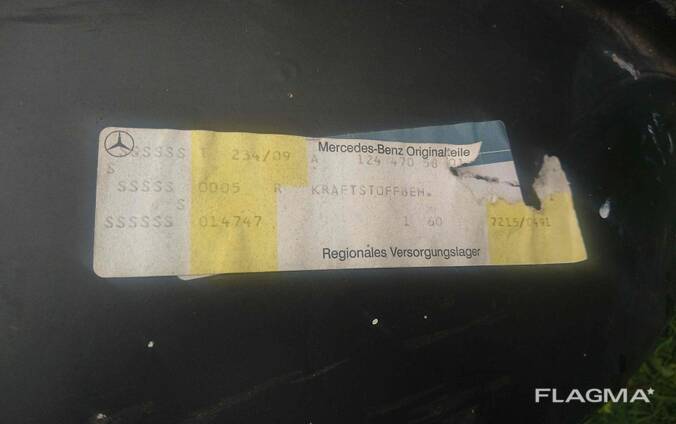 Mercedes-Benz Originalteile
SGSSSS T 234/09 A 124 470 58 01
S
SSSSS 0005 R KRAFTSTOFFBEH.
S
SSSSSS 014747 1 60 7215/0491
Regionales Versorgungslager
FLAGMA